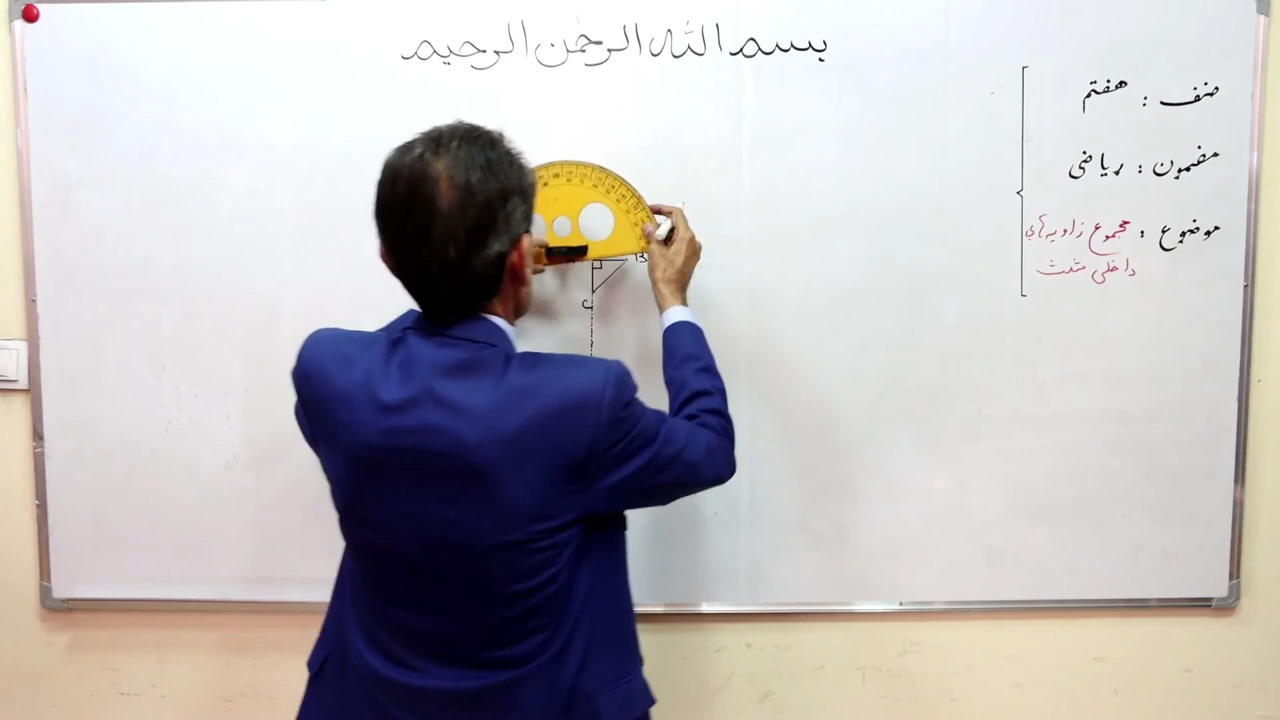 بسم الله الرحمن الرحیم
صنف : هفتم
مضمون : ریاضی
موضوع : مجموع زاویه‌های
داخلی مثلث
B
C